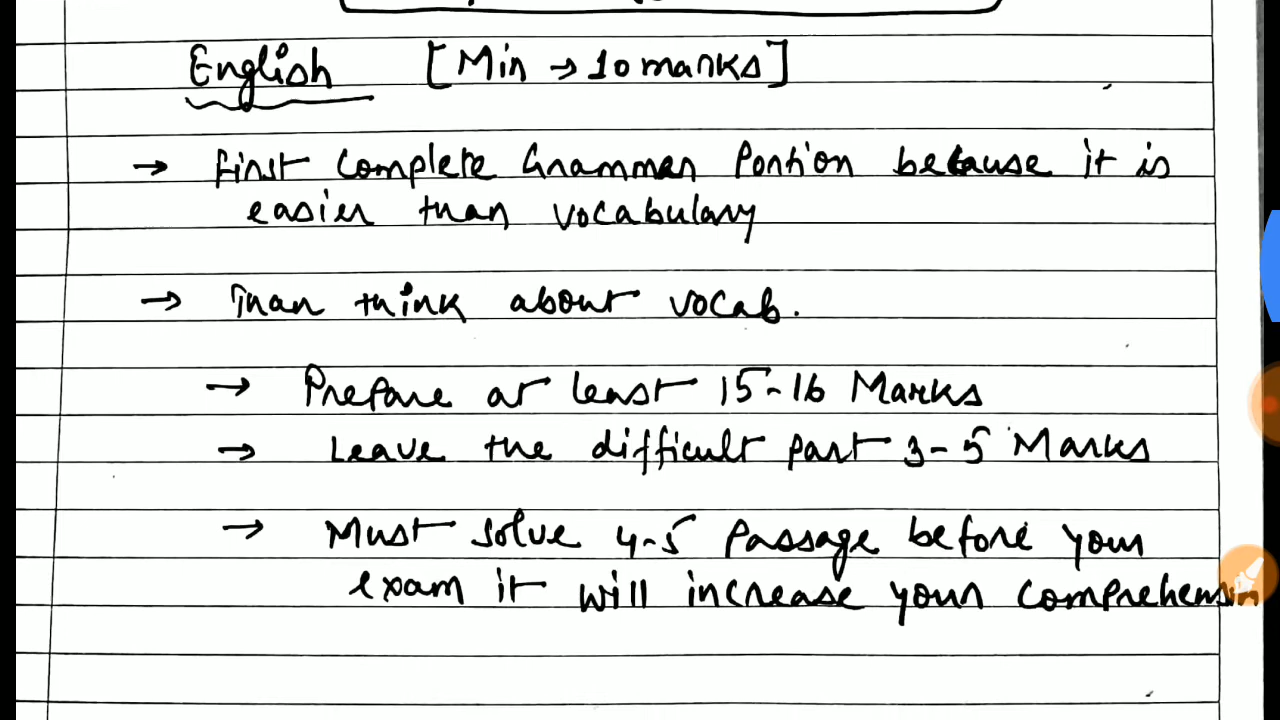 English [Min → 10 marks]
→ First complete Grammer Portion because it is
easier than vocabulary
→ Than think about vocab.
→ Prepare at least 15-16 Marks
→ Leave the difficult part 3-5 Marks
→ Must solve 4-5 Passage before your
exam it will increase your comprehension